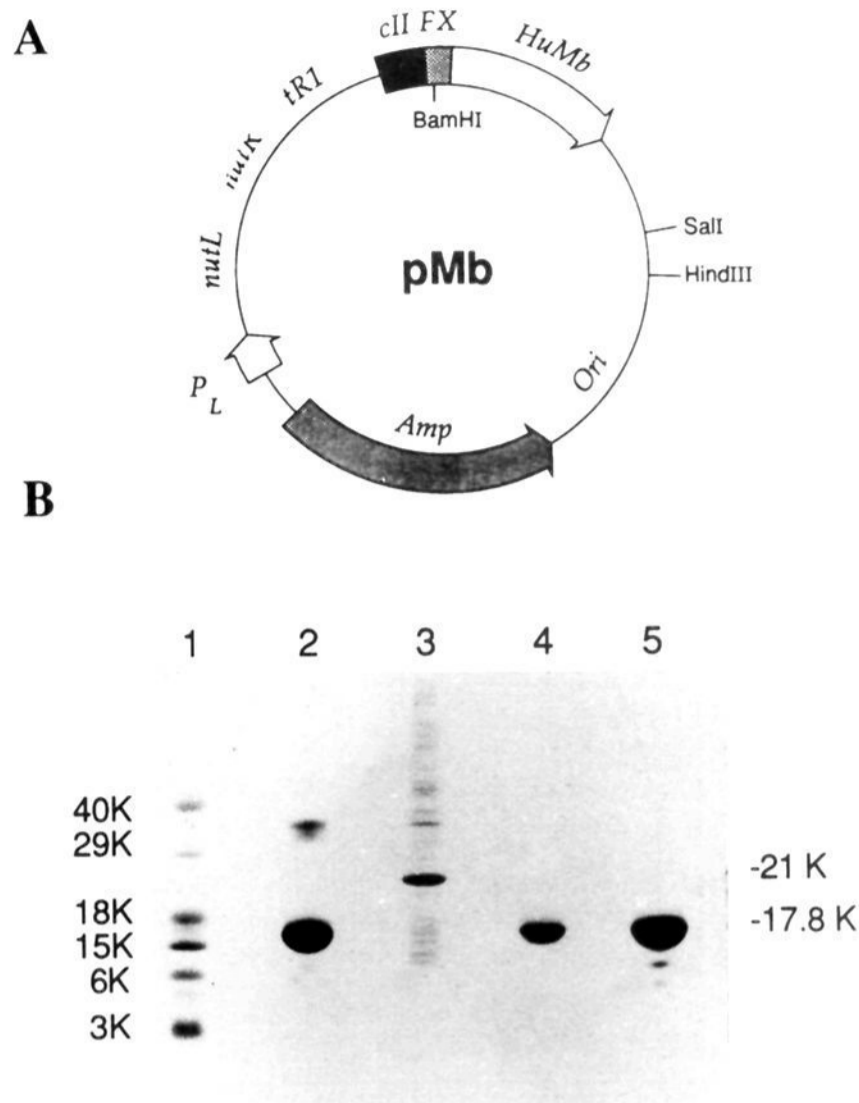 A
cII FX
HuMb
tR1
BamHI
nutL
SalI
pMb
HindIII
P L
Ori
Amp
B
1 2 3 4 5
40K
29K
-21 K
18K
-17.8 K
15K
6K
3K